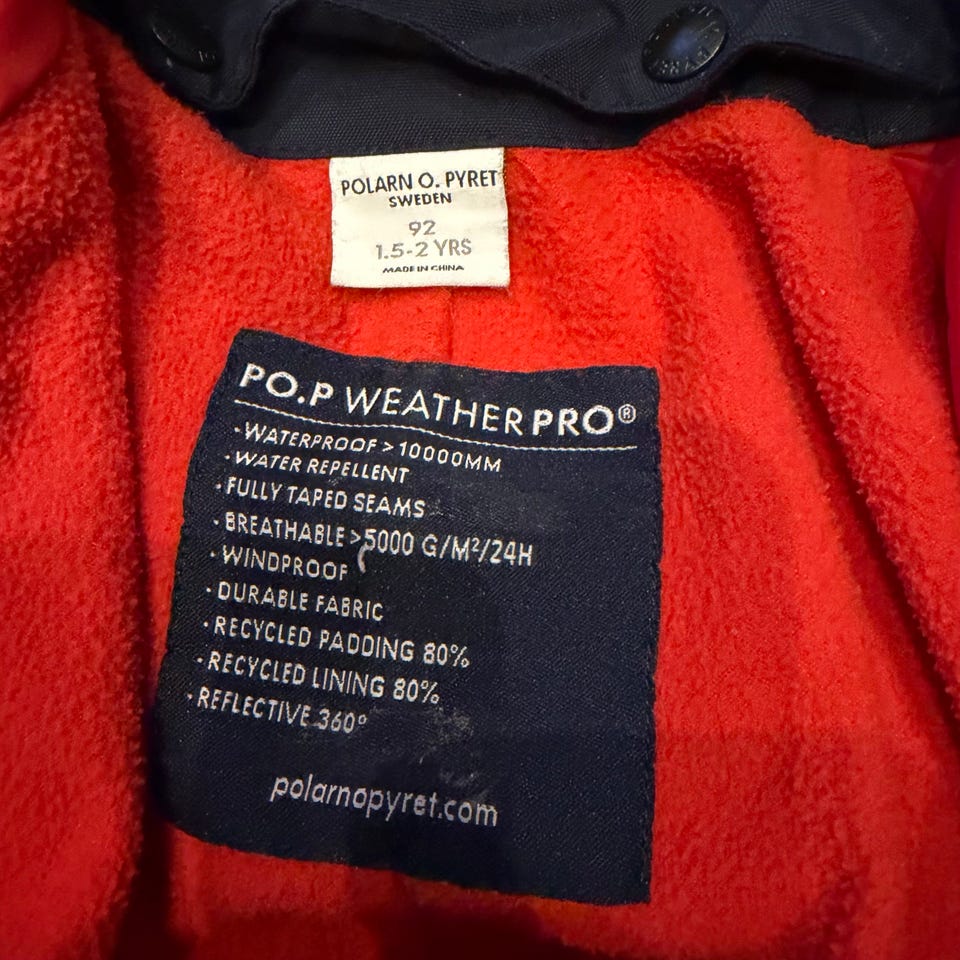 POLARN O. PYRET
SWEDEN
92
1.5-2 YRS
MADE IN CHINA
PO.P WEATHERPRO®
·WATERPROOF>10000MM
·WATER REPELLENT
·FULLY TAPED SEAMS
·BREATHABLE>5000 G/M²/24H
·WINDPROOF
·DURABLE FABRIC
·RECYCLED PADDING 80%
·RECYCLED LINING 80%
·REFLECTIVE 360°
polarnopyret.com